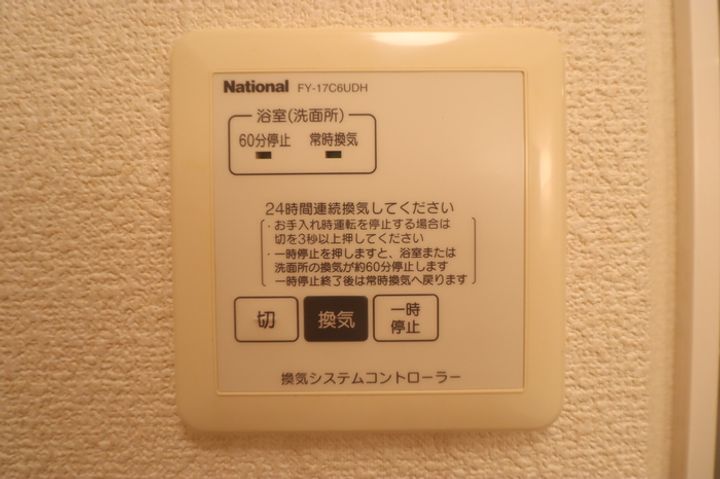 National FY-17C6UDH
浴室(洗面所)
60分停止 常時換気
24時間連続換気してください
・お手入れ時運転を停止する場合は
切を3秒以上押してください
・一時停止を押しますと、浴室または
洗面所の換気が約60分停止します
一時停止終了後は常時換気へ戻ります
切 換気 一時
停止
換気システムコントローラー